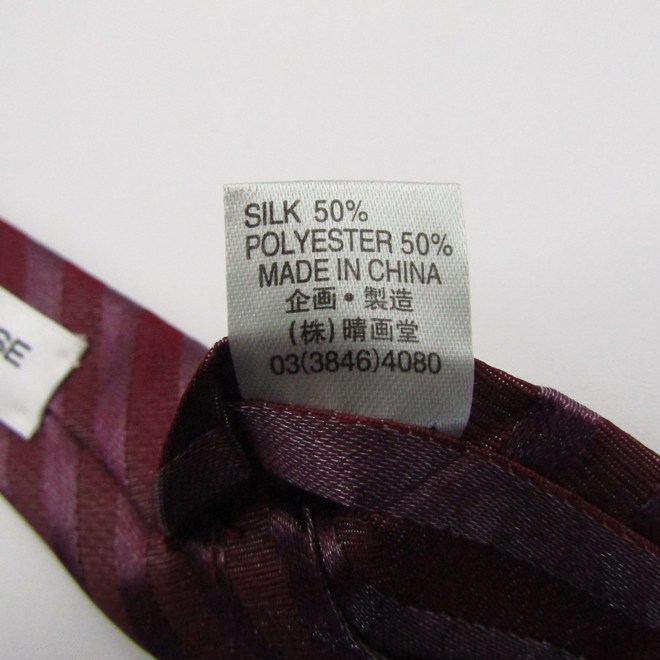 SILK 50%
POLYESTER 50%
MADE IN CHINA
企画・製造
(株)晴画堂
03(3846)4080
SE